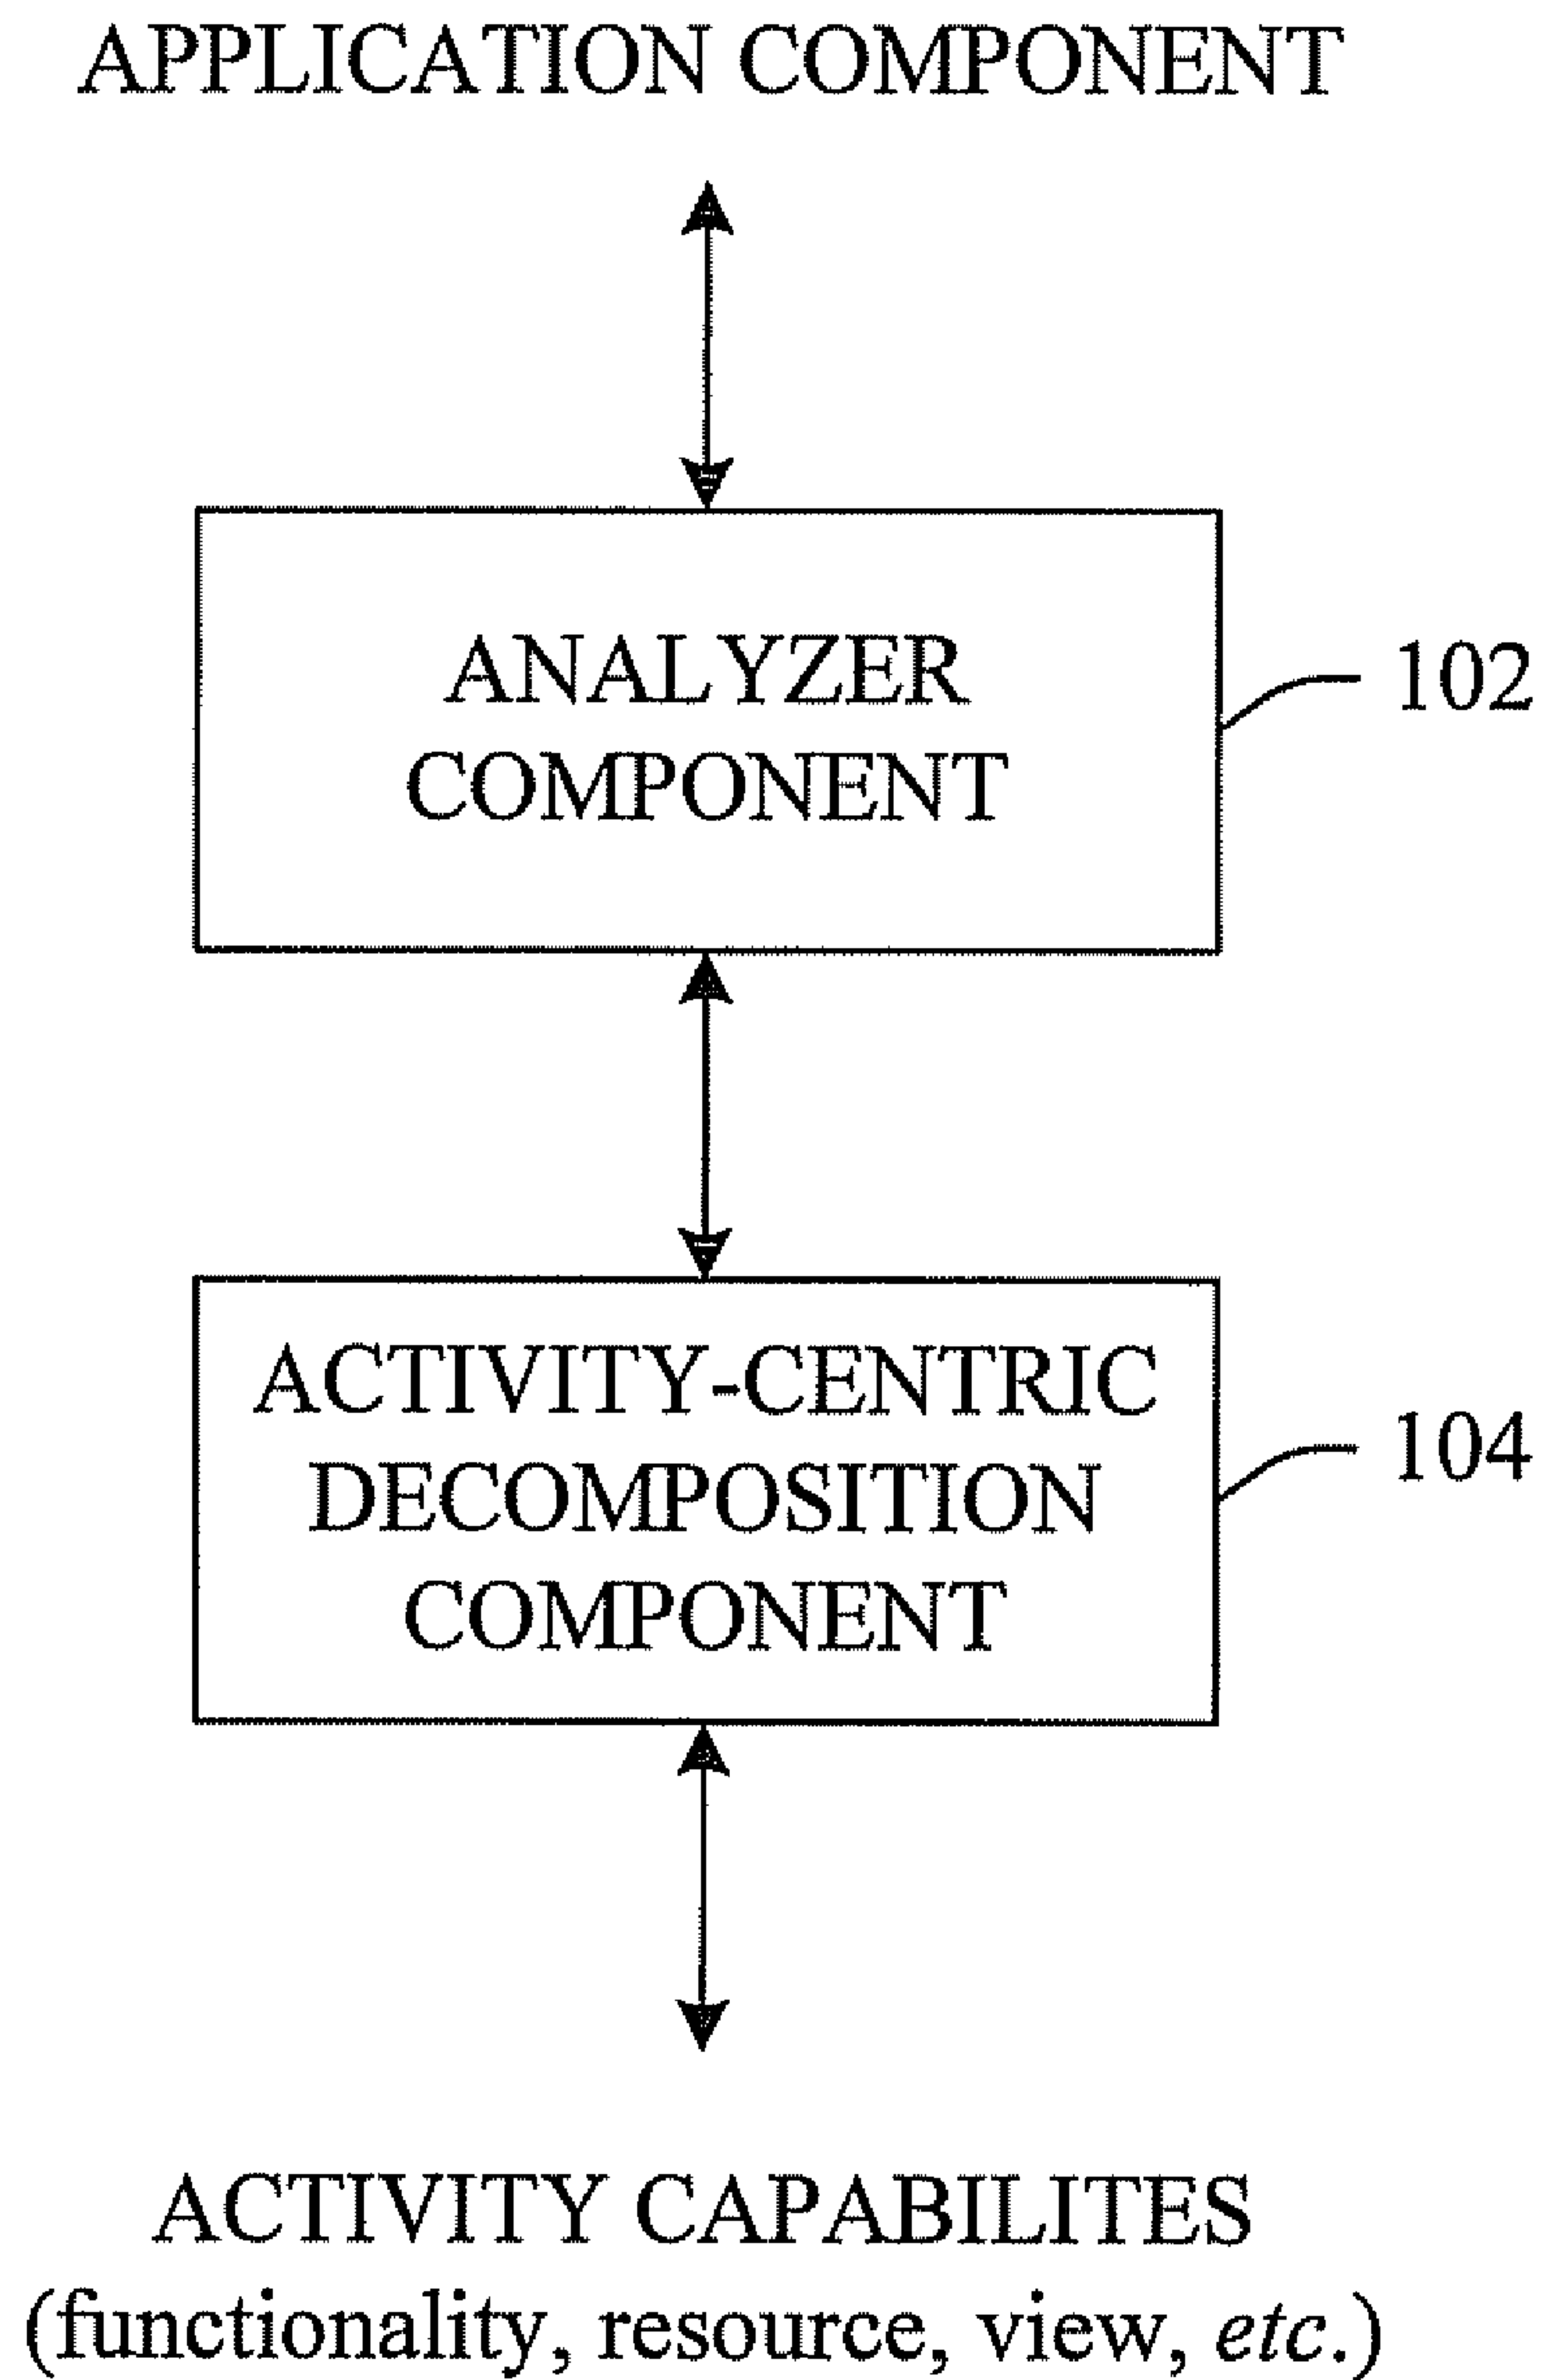 APPLICATION COMPONENT
ANALYZER
COMPONENT
102
ACTIVITY-CENTRIC
DECOMPOSITION
COMPONENT
104
ACTIVITY CAPABILITES
(functionality, resource, view, etc.)